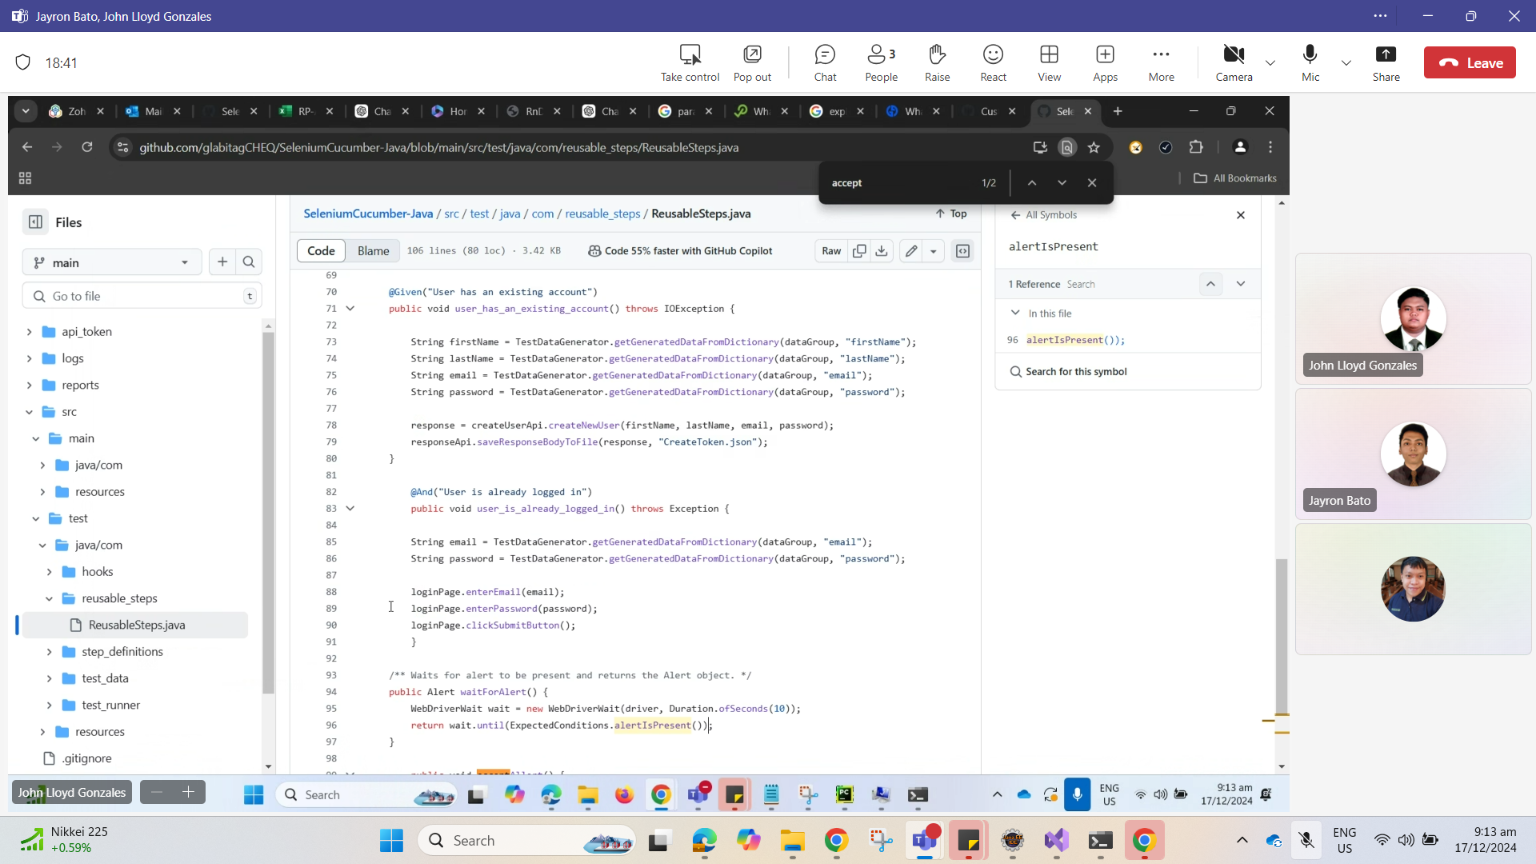 Jayron Bato, John Lloyd Gonzales
18:41
Take control
Pop out
Chat
3
People
Raise
React
View
Apps
More
Camera
Mic
Share
Leave
Zoh
Mai
Sele
RP-
Cha
Hor
RnD
Cha
par
Wh
exp
Wha
Cus
Sele
github.com/glabitagCHEQ/SeleniumCucumber-Java/blob/main/src/test/java/com/reusable_steps/ReusableSteps.java
accept 1/2
All Bookmarks
Files
main
Go to file t
api_token
logs
reports
src
main
java/com
resources
test
java/com
hooks
reusable_steps
ReusableSteps.java
step_definitions
test_data
test_runner
resources
.gitignore
SeleniumCucumber-Java / src / test / java / com / reusable_steps / ReusableSteps.java
Top
Code Blame 106 lines (80 loc) · 3.42 KB Code 55% faster with GitHub Copilot Raw
69
70 @Given("User has an existing account")
71 public void user_has_an_existing_account() throws IOException {
72
73 String firstName = TestDataGenerator.getGeneratedDataFromDictionary(dataGroup, "firstName");
74 String lastName = TestDataGenerator.getGeneratedDataFromDictionary(dataGroup, "lastName");
75 String email = TestDataGenerator.getGeneratedDataFromDictionary(dataGroup, "email");
76 String password = TestDataGenerator.getGeneratedDataFromDictionary(dataGroup, "password");
77
78 response = createUserApi.createNewUser(firstName, lastName, email, password);
79 responseApi.saveResponseBodyToFile(response, "CreateToken.json");
80 }
81
82 @And("User is already logged in")
83 public void user_is_already_logged_in() throws Exception {
84
85 String email = TestDataGenerator.getGeneratedDataFromDictionary(dataGroup, "email");
86 String password = TestDataGenerator.getGeneratedDataFromDictionary(dataGroup, "password");
87
88 loginPage.enterEmail(email);
89 loginPage.enterPassword(password);
90 loginPage.clickSubmitButton();
91 }
92
93 /** Waits for alert to be present and returns the Alert object. */
94 public Alert waitForAlert() {
95 WebDriverWait wait = new WebDriverWait(driver, Duration.ofSeconds(10));
96 return wait.until(ExpectedConditions.alertIsPresent());
97 }
98
All Symbols
alertIsPresent
1 Reference Search
In this file
96 alertIsPresent());
Search for this symbol
John Lloyd Gonzales
Jayron Bato
John Lloyd Gonzales
Search
ENG
US
9:13 am
17/12/2024
Nikkei 225
+0.59%
Search
ENG
US
9:13 am
17/12/2024